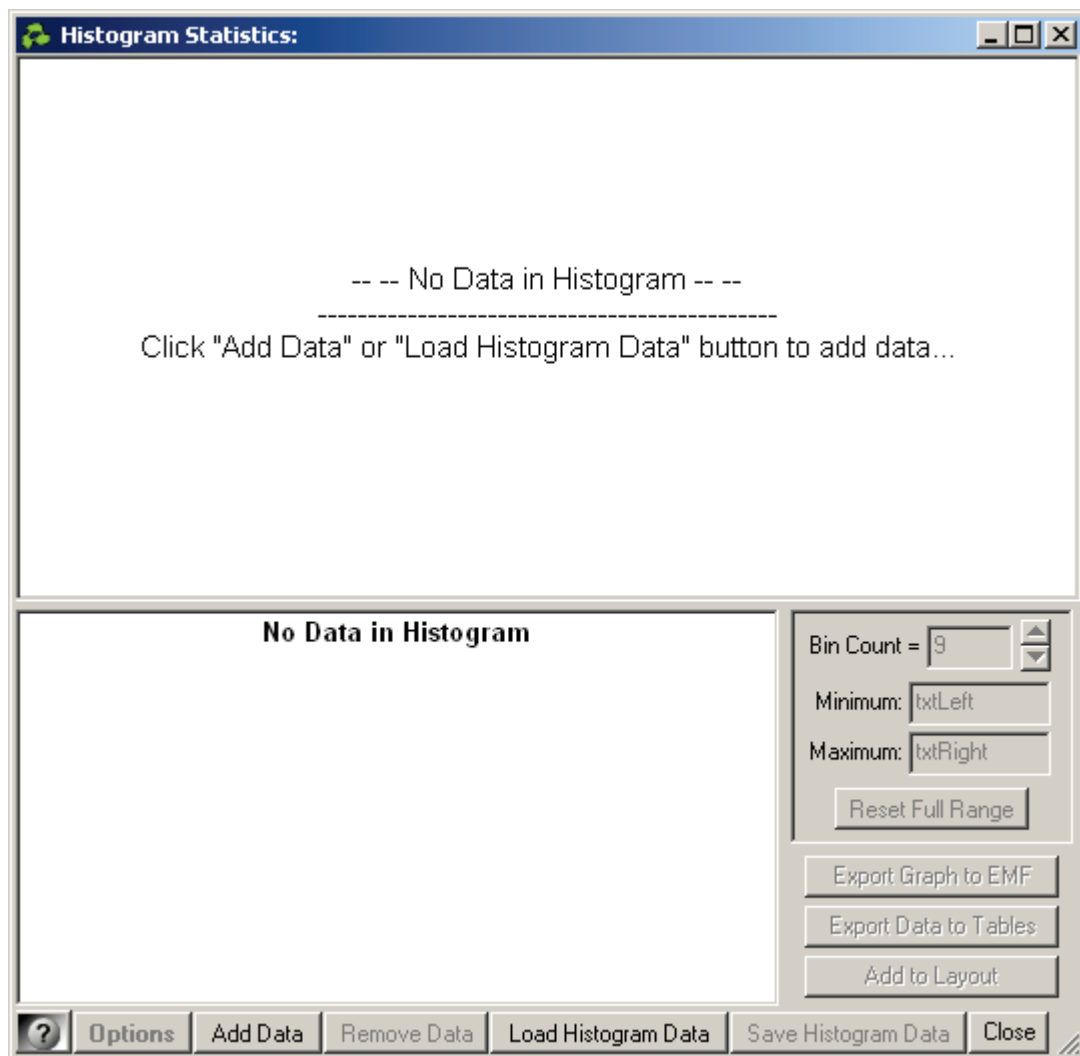 Histogram Statistics:
-- -- No Data in Histogram -- --
----------------------------------------------
Click "Add Data" or "Load Histogram Data" button to add data...
No Data in Histogram
Bin Count = 9
Minimum: txtLeft
Maximum: txtRight
Reset Full Range
Export Graph to EMF
Export Data to Tables
Add to Layout
? Options Add Data Remove Data Load Histogram Data Save Histogram Data Close